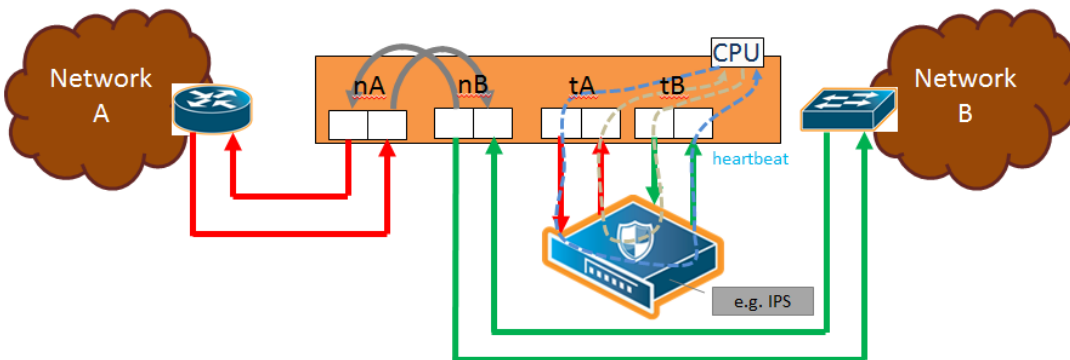 Network
A
nA
nB
tA
tB
CPU
Network
B
heartbeat
e.g. IPS